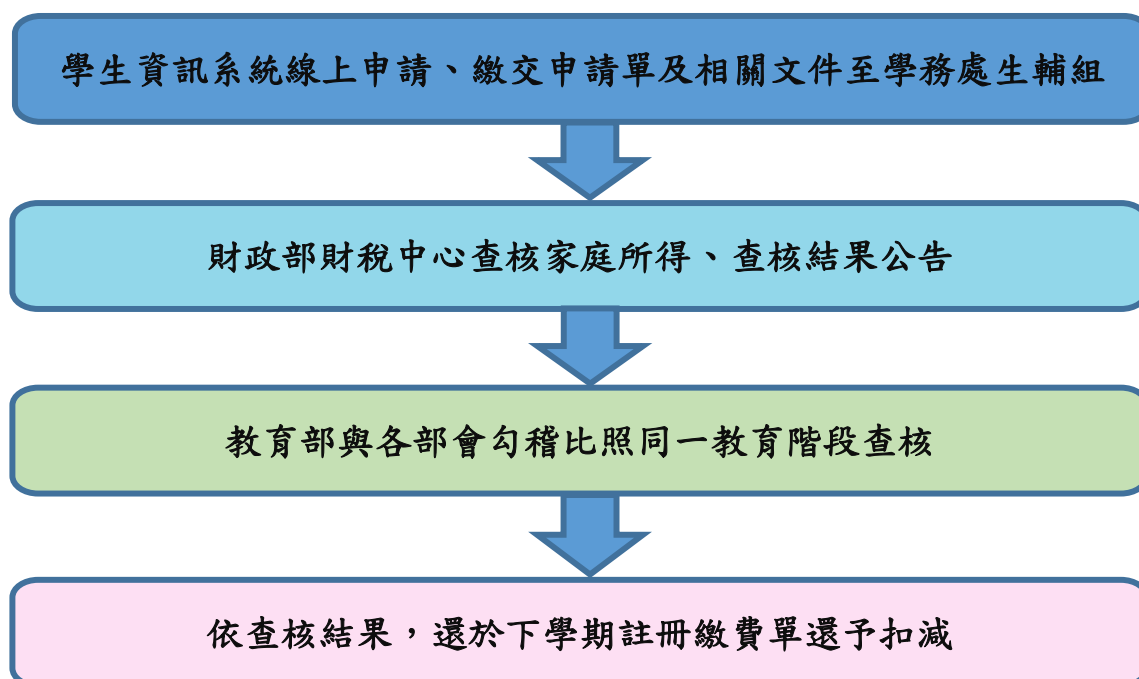 學生資訊系統線上申請、繳交申請單及相關文件至學務處生輔組
財政部財稅中心查核家庭所得、查核結果公告
教育部與各部會勾稽比照同一教育階段查核
依查核結果，還於下學期註冊繳費單還予扣減